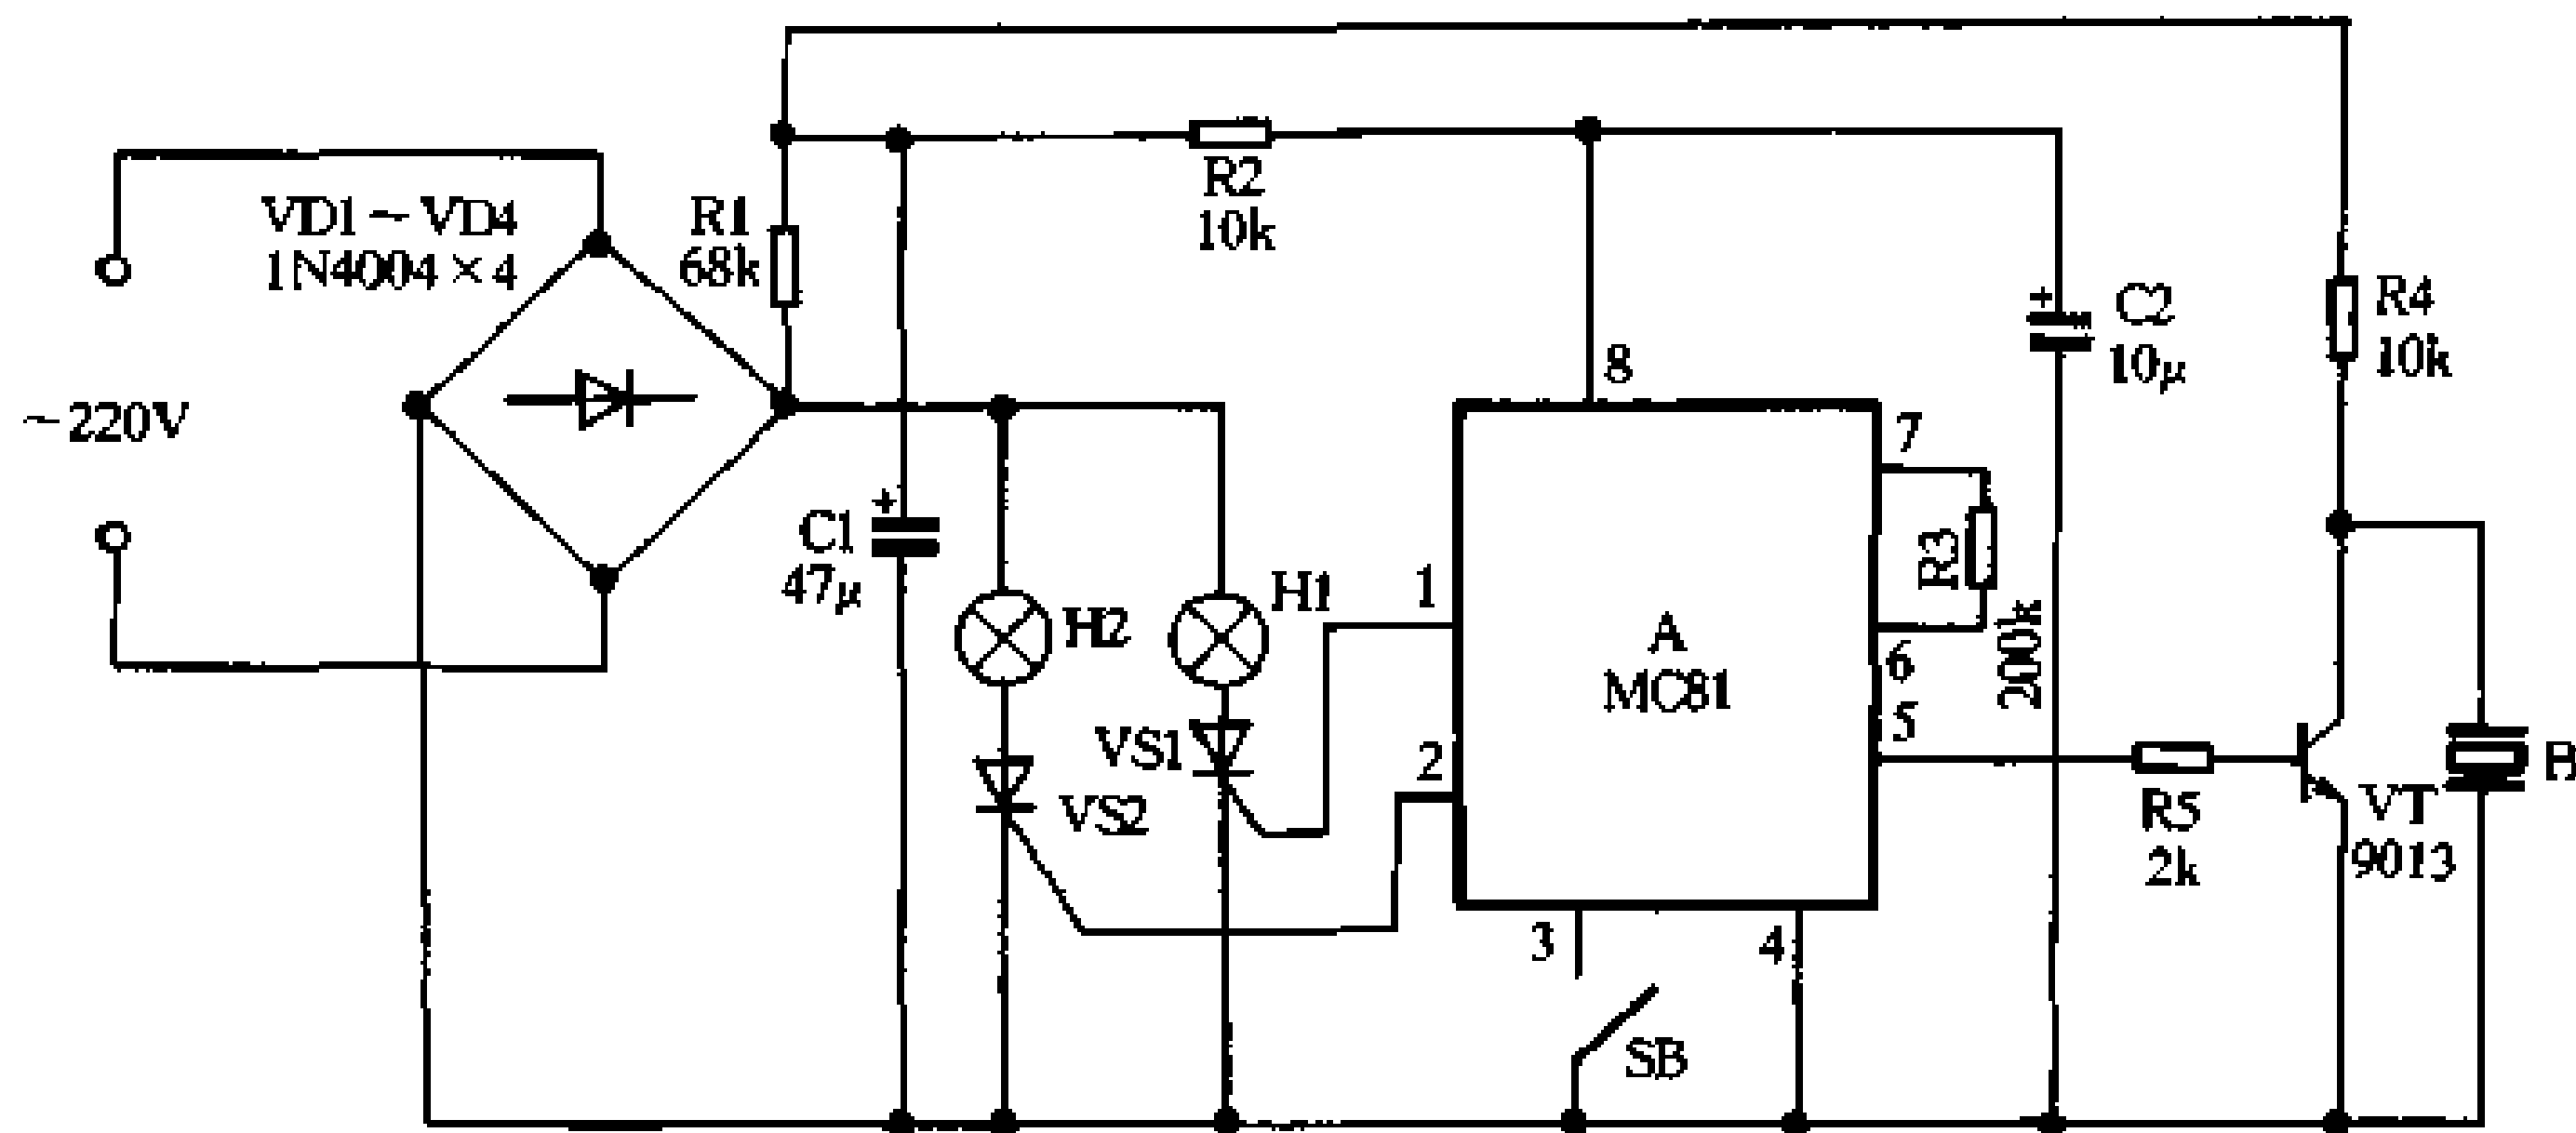 VD1~VD4
1N4004×4
~220V
R1
68k
R2
10k
C1
47μ
+
H2
H1
VS1
VS2
A
MC81
1
2
3
4
5
6
7
8
SB
R3
200k
+
C2
10μ
R4
10k
R5
2k
VT
9013